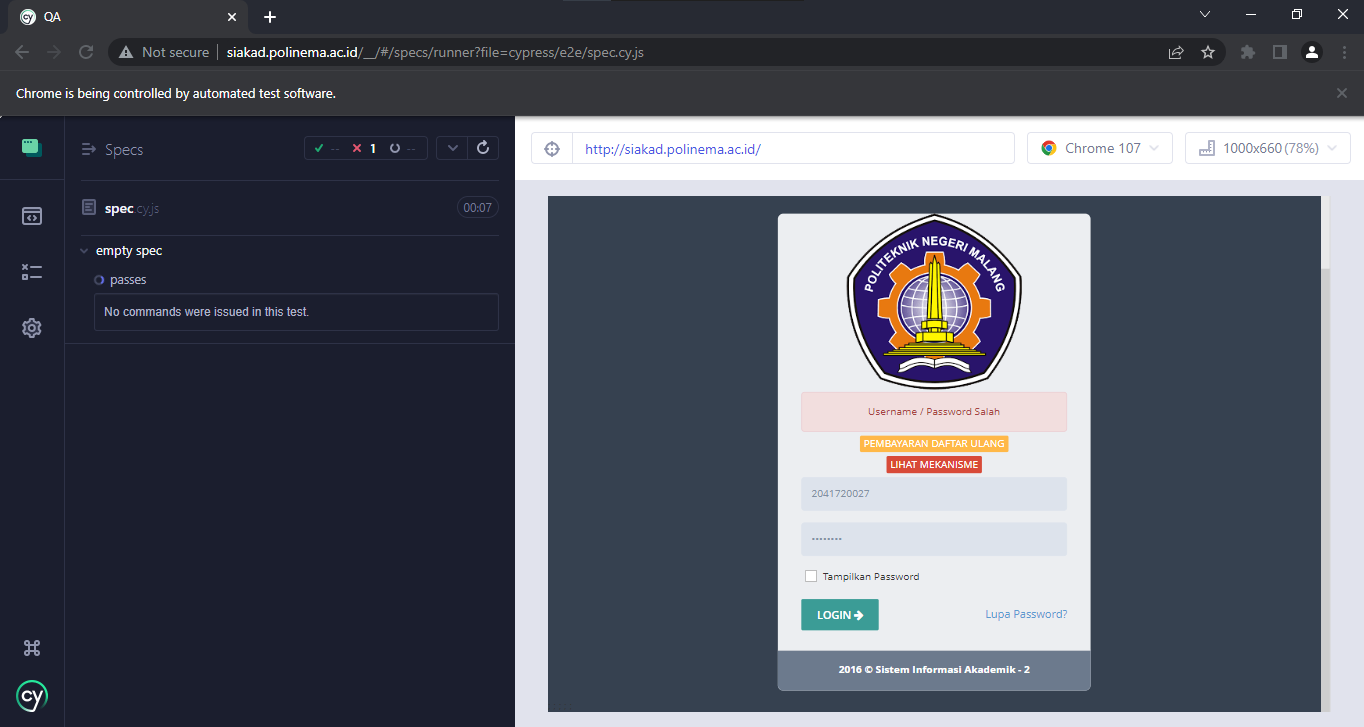 QA
Not secure | siakad.polinema.ac.id/__/#/specs/runner?file=cypress/e2e/spec.cy.js
Chrome is being controlled by automated test software.
Specs
-- 1 --
spec.cy.js 00:07
empty spec
passes
No commands were issued in this test.
cy
http://siakad.polinema.ac.id/
Chrome 107
1000x660 (78%)
POLITEKNIK NEGERI MALANG
Username / Password Salah
PEMBAYARAN DAFTAR ULANG
LIHAT MEKANISME
2041720027
••••••••
Tampilkan Password
LOGIN
Lupa Password?
2016 © Sistem Informasi Akademik - 2